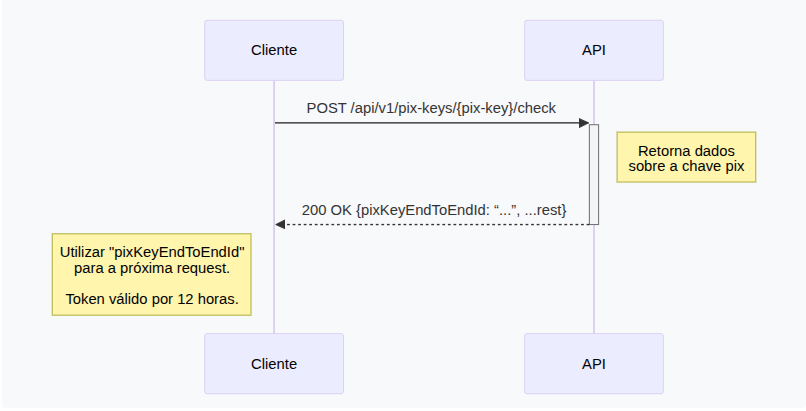 Cliente
API
POST /api/v1/pix-keys/{pix-key}/check
Retorna dados
sobre a chave pix
200 OK {pixKeyEndToEndId: “...”, ...rest}
Utilizar "pixKeyEndToEndId"
para a próxima request.
Token válido por 12 horas.
Cliente
API